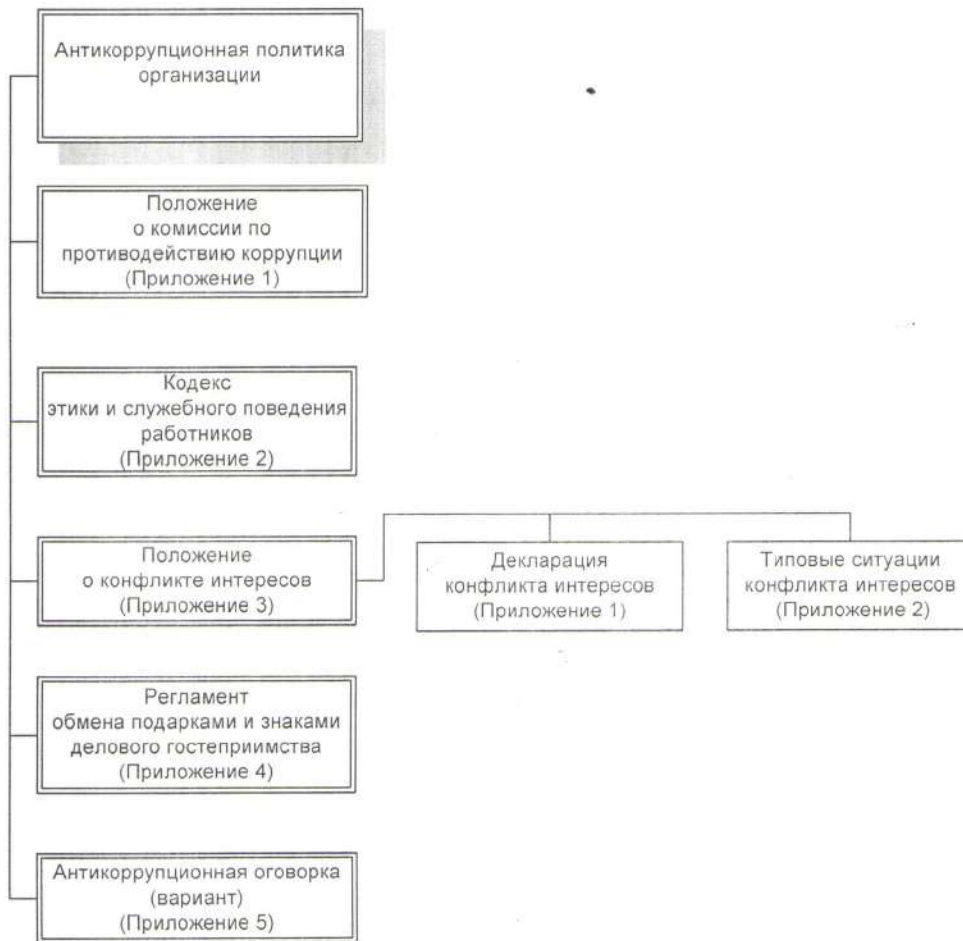 Антикоррупционная политика
организации
Положение
о комиссии по
противодействию коррупции
(Приложение 1)
Кодекс
этики и служебного поведения
работников
(Приложение 2)
Положение
о конфликте интересов
(Приложение 3)
Декларация
конфликта интересов
(Приложение 1)
Типовые ситуации
конфликта интересов
(Приложение 2)
Регламент
обмена подарками и знаками
делового гостеприимства
(Приложение 4)
Антикоррупционная оговорка
(вариант)
(Приложение 5)